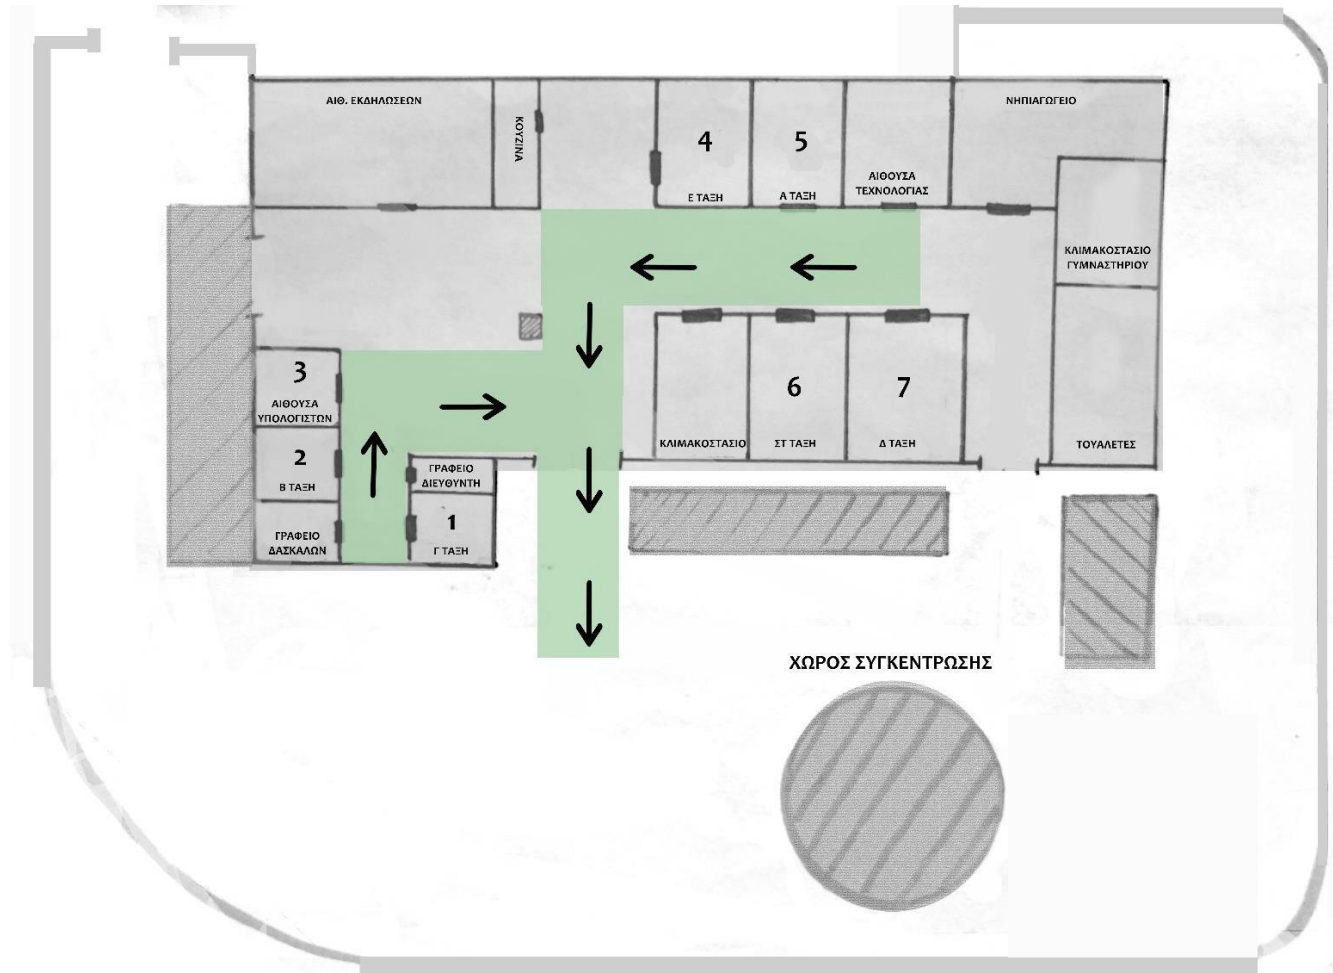 ΑΙΘ. ΕΚΔΗΛΩΣΕΩΝ
ΚΟΥΖΙΝΑ
4
Ε ΤΑΞΗ
5
Α ΤΑΞΗ
ΑΙΘΟΥΣΑ
ΤΕΧΝΟΛΟΓΙΑΣ
ΝΗΠΙΑΓΩΓΕΙΟ
ΚΛΙΜΑΚΟΣΤΑΣΙΟ
ΓΥΜΝΑΣΤΗΡΙΟΥ
3
ΑΙΘΟΥΣΑ
ΥΠΟΛΟΓΙΣΤΩΝ
2
Β ΤΑΞΗ
ΓΡΑΦΕΙΟ
ΔΑΣΚΑΛΩΝ
ΓΡΑΦΕΙΟ
ΔΙΕΥΘΥΝΤΗ
1
Γ ΤΑΞΗ
ΚΛΙΜΑΚΟΣΤΑΣΙΟ
6
ΣΤ ΤΑΞΗ
7
Δ ΤΑΞΗ
ΤΟΥΑΛΕΤΕΣ
ΧΩΡΟΣ ΣΥΓΚΕΝΤΡΩΣΗΣ